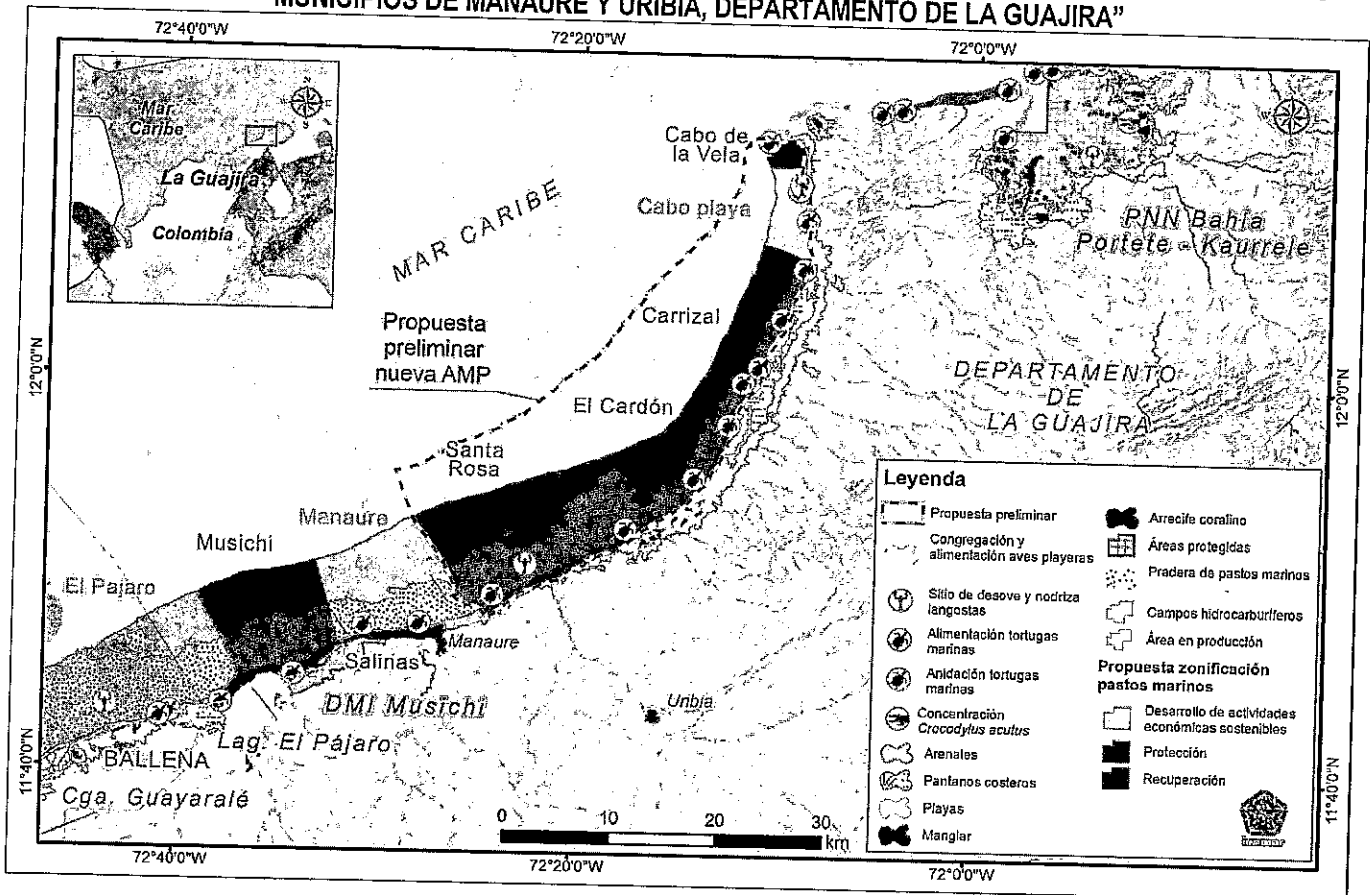 MUNICIPIOS DE MANAURE Y URIBIA, DEPARTAMENTO DE LA GUAJIRA”
72°40'0"W
72°20'0"W
72°0'0"W
Mar
Caribe
La Guajira
Colombia
N
S
Cabo de
la Vela
Cabo playa
MAR CARIBE
PNN Bahía
Portete - Kaurrele
Propuesta
preliminar
nueva AMP
Carrizal
El Cardón
DEPARTAMENTO
DE
LA GUAJIRA
12°0'0"N
12°0'0"N
Santa
Rosa
Manaure
Musichi
El Pajaro
Manaure
Salinas
DMI Musichi
Uribia
Lag. El Pájaro
BALLENA
Cga. Guayaralé
11°40'0"N
11°40'0"N
0 10 20 30
km
Leyenda
Propuesta preliminar
Congregación y
alimentación aves playeras
Sitio de desove y nodriza
langostas
Alimentación tortugas
marinas
Anidación tortugas
marinas
Concentración
Crocodylus acutus
Arenales
Pantanos costeros
Playas
Manglar
Arrecife coralino
Áreas protegidas
Pradera de pastos marinos
Campos hidrocarburíferos
Área en producción
Propuesta zonificación
pastos marinos
Desarrollo de actividades
económicas sostenibles
Protección
Recuperación
72°40'0"W
72°20'0"W
72°0'0"W